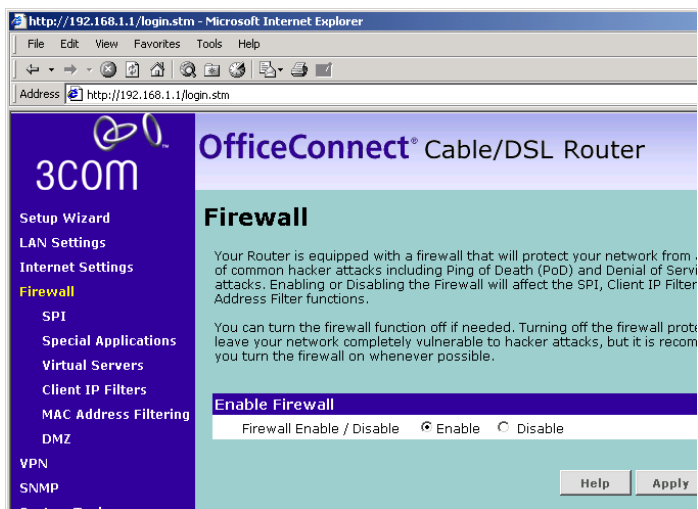 http://192.168.1.1/login.stm - Microsoft Internet Explorer
File Edit View Favorites Tools Help
Address http://192.168.1.1/login.stm
3COM
OfficeConnect® Cable/DSL Router
Setup Wizard
LAN Settings
Internet Settings
Firewall
SPI
Special Applications
Virtual Servers
Client IP Filters
MAC Address Filtering
DMZ
VPN
SNMP
Firewall
Your Router is equipped with a firewall that will protect your network from
of common hacker attacks including Ping of Death (PoD) and Denial of Servi
attacks. Enabling or Disabling the Firewall will affect the SPI, Client IP Filter
Address Filter functions.
You can turn the firewall function off if needed. Turning off the firewall prote
leave your network completely vulnerable to hacker attacks, but it is recom
you turn the firewall on whenever possible.
Enable Firewall
Firewall Enable / Disable Enable Disable
Help Apply